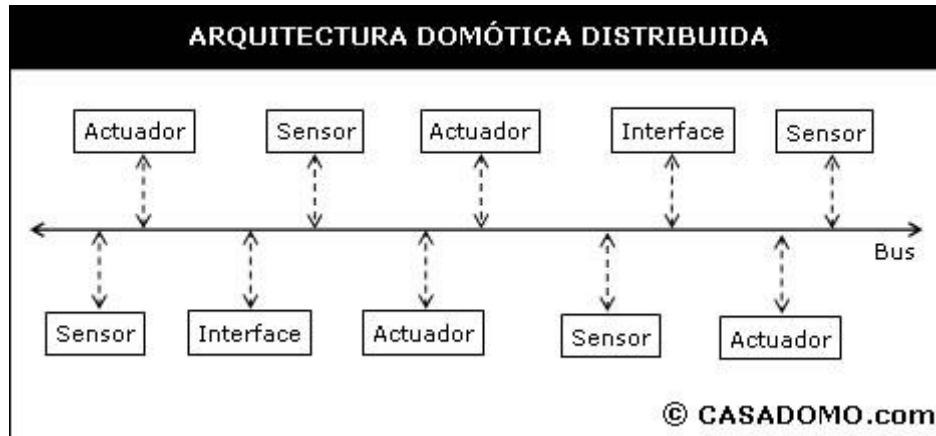 ARQUITECTURA DOMÓTICA DISTRIBUIDA
Actuador Sensor Actuador Interface Sensor
Bus
Sensor Interface Actuador Sensor Actuador
© CASADOMO.com